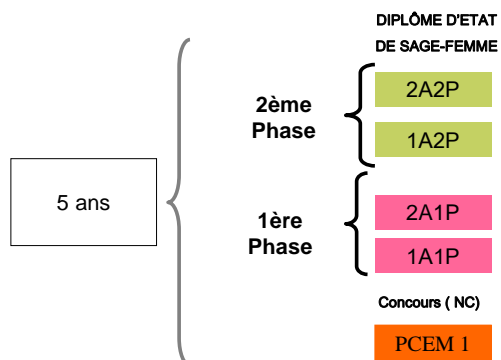 DIPLÔME D'ETAT
DE SAGE-FEMME
2A2P
2ème
Phase
1A2P
5 ans
1ère
Phase
2A1P
1A1P
Concours ( NC)
PCEM 1